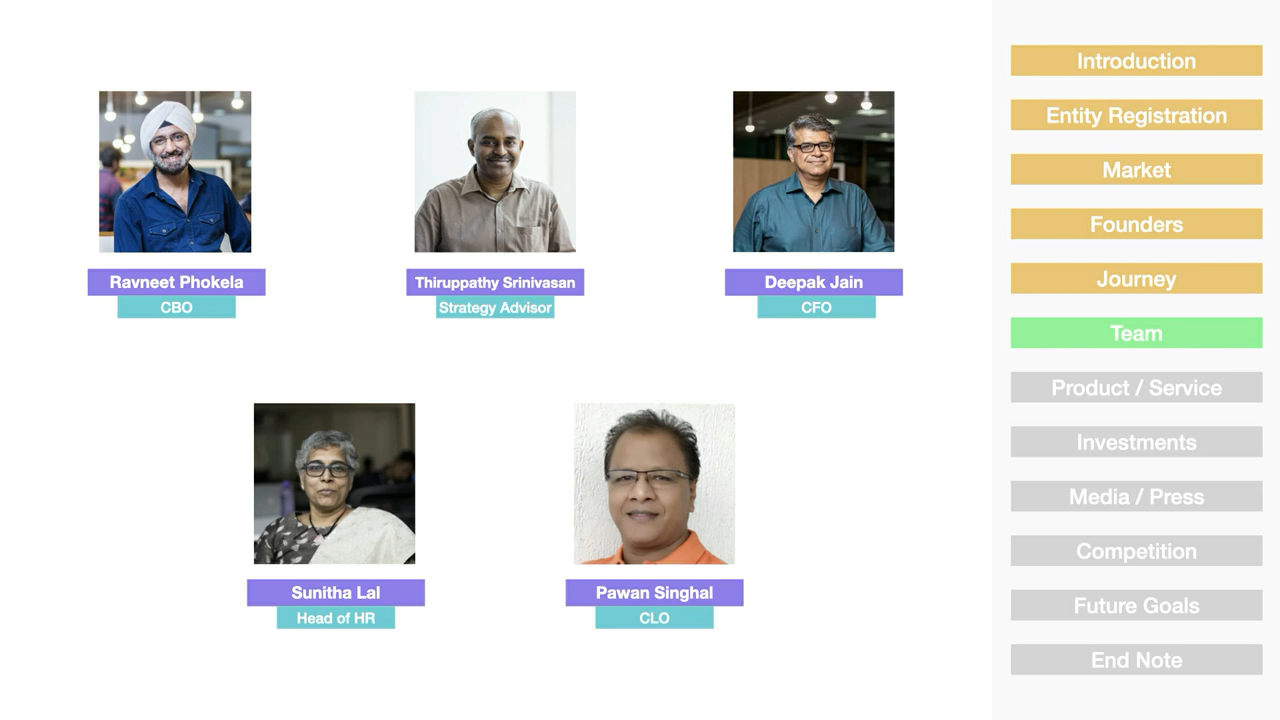 Ravneet Phokela
CBO
Thiruppathy Srinivasan
Strategy Advisor
Deepak Jain
CFO
Sunitha Lal
Head of HR
Pawan Singhal
CLO
Introduction
Entity Registration
Market
Founders
Journey
Team
Product / Service
Investments
Media / Press
Competition
Future Goals
End Note